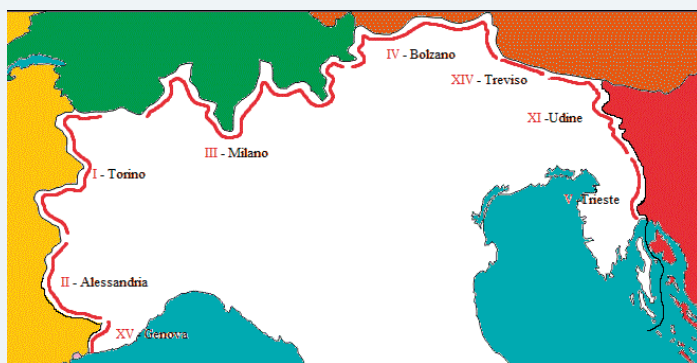 IV - Bolzano
XIV - Treviso
XI -Udine
III - Milano
I - Torino
V - Trieste
II - Alessandria
XV - Genova